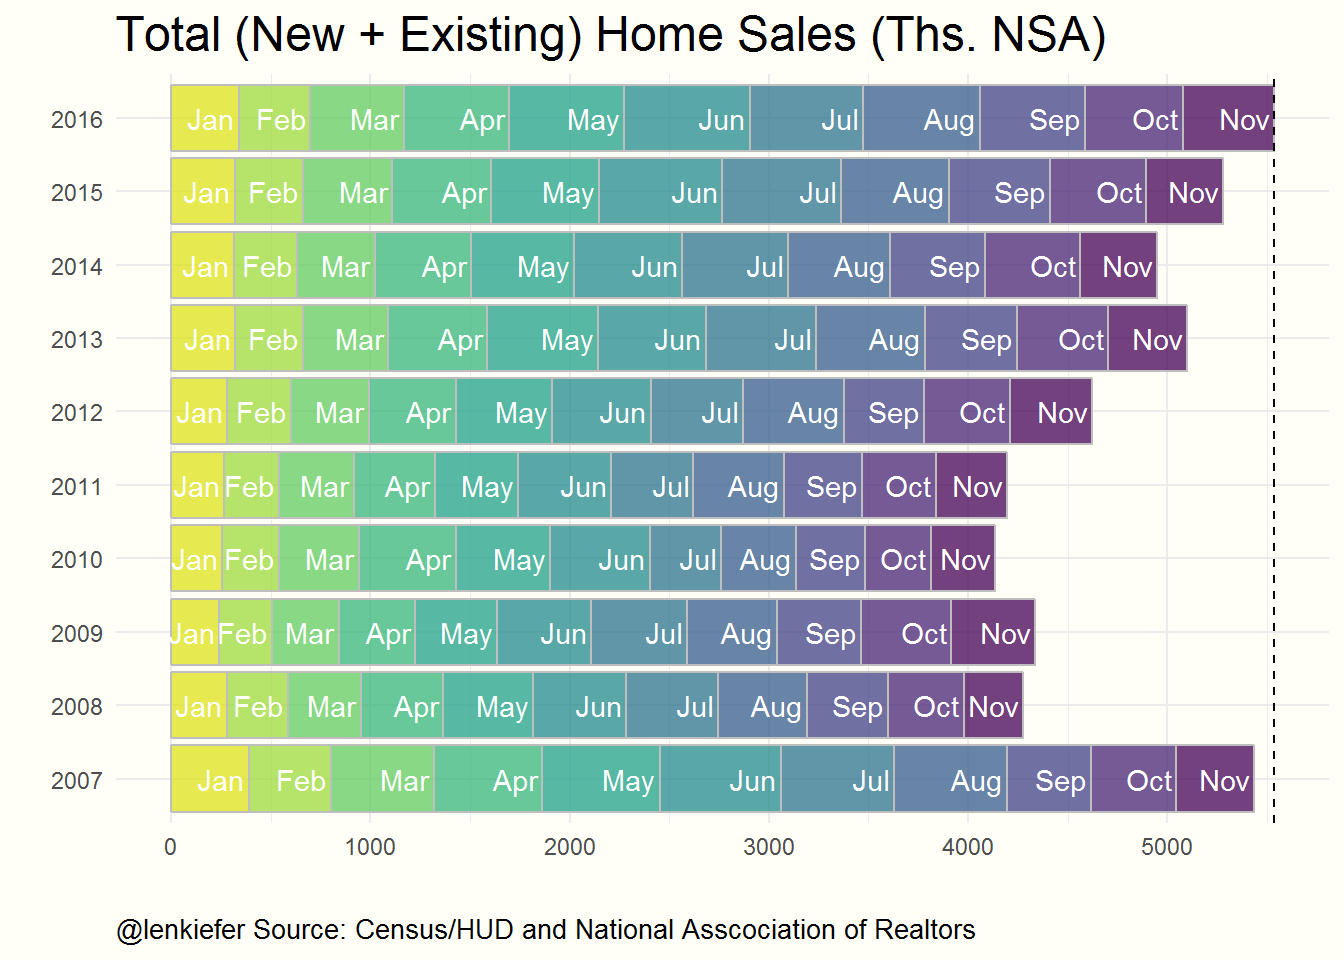 Total (New + Existing) Home Sales (Ths. NSA)
2016 Jan Feb Mar Apr May Jun Jul Aug Sep Oct Nov
2015 Jan Feb Mar Apr May Jun Jul Aug Sep Oct Nov
2014 Jan Feb Mar Apr May Jun Jul Aug Sep Oct Nov
2013 Jan Feb Mar Apr May Jun Jul Aug Sep Oct Nov
2012 Jan Feb Mar Apr May Jun Jul Aug Sep Oct Nov
2011 Jan Feb Mar Apr May Jun Jul Aug Sep Oct Nov
2010 Jan Feb Mar Apr May Jun Jul Aug Sep Oct Nov
2009 Jan Feb Mar Apr May Jun Jul Aug Sep Oct Nov
2008 Jan Feb Mar Apr May Jun Jul Aug Sep Oct Nov
2007 Jan Feb Mar Apr May Jun Jul Aug Sep Oct Nov
0 1000 2000 3000 4000 5000
@lenkiefer Source: Census/HUD and National Asscociation of Realtors